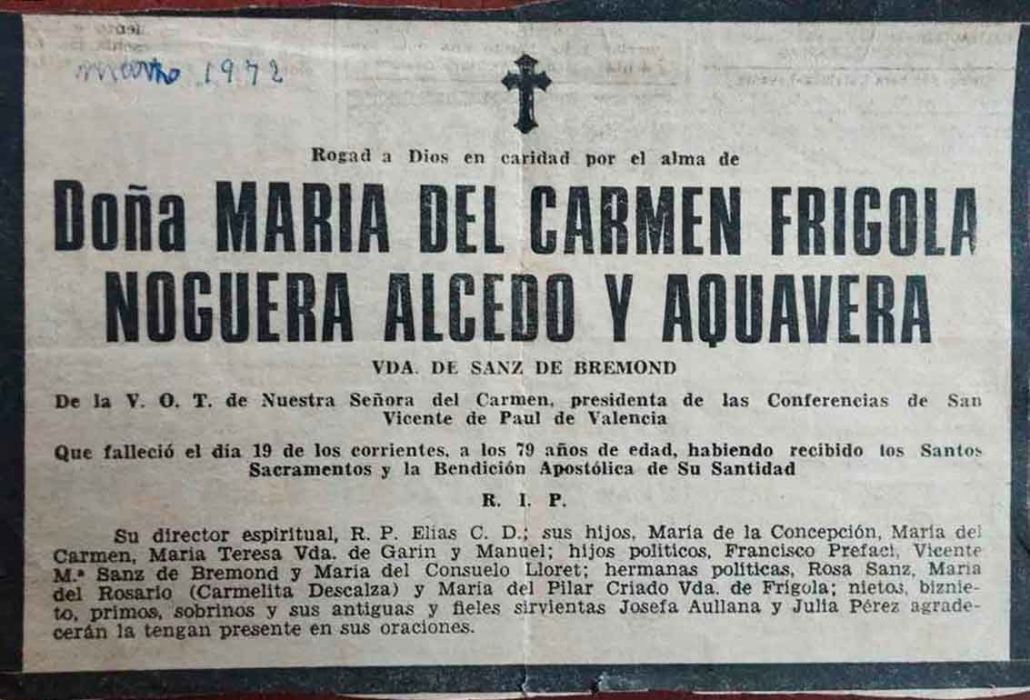 marzo 1972
Rogad a Dios en caridad por el alma de
Doña MARIA DEL CARMEN FRIGOLA
NOGUERA ALCEDO Y AQUAVERA
VDA. DE SANZ DE BREMOND
De la V. O. T. de Nuestra Señora del Carmen, presidenta de las Conferencias de San
Vicente de Paul de Valencia
Que falleció el día 19 de los corrientes, a los 79 años de edad, habiendo recibido los Santos
Sacramentos y la Bendición Apostólica de Su Santidad
R. I. P.
Su director espiritual, R. P. Elías C. D.; sus hijos, María de la Concepción, María del
Carmen, María Teresa Vda. de Garín y Manuel; hijos políticos, Francisco Prefaci, Vicente
M.ª Sanz de Bremond y María del Consuelo Lloret; hermanas políticas, Rosa Sanz, María
del Rosario (Carmelita Descalza) y María del Pilar Criado Vda. de Frígola; nietos, biznie-
to, primos, sobrinos y sus antiguas y fieles sirvientas Josefa Aullana y Julia Pérez agrade-
cerán la tengan presente en sus oraciones.